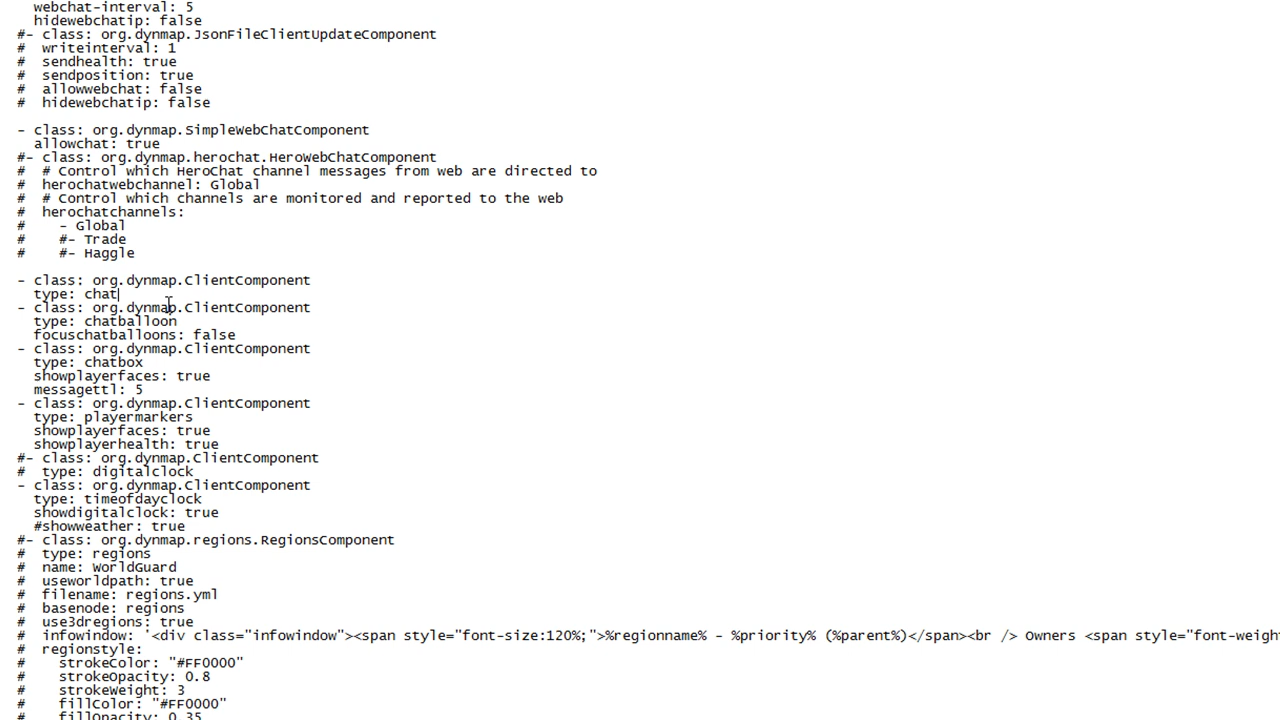 webchat-interval: 5
hidewebchatip: false
#- class: org.dynmap.JsonFileClientUpdateComponent
#  writeinterval: 1
#  sendhealth: true
#  sendposition: true
#  allowwebchat: false
#  hidewebchatip: false
- class: org.dynmap.SimpleWebChatComponent
  allowchat: true
#- class: org.dynmap.herochat.HeroWebChatComponent
#  # Control which HeroChat channel messages from web are directed to
#  herochatwebchannel: Global
#  # Control which channels are monitored and reported to the web
#  herochatchannels:
#    - Global
#    #- Trade
#    #- Haggle
- class: org.dynmap.ClientComponent
  type: chat
- class: org.dynmap.ClientComponent
  type: chatballoon
  focuschatballoons: false
- class: org.dynmap.ClientComponent
  type: chatbox
  showplayerfaces: true
  messagettl: 5
- class: org.dynmap.ClientComponent
  type: playermarkers
  showplayerfaces: true
  showplayerhealth: true
#- class: org.dynmap.ClientComponent
#  type: digitalclock
- class: org.dynmap.ClientComponent
  type: timeofdayclock
  showdigitalclock: true
  #showweather: true
#- class: org.dynmap.regions.RegionsComponent
#  type: regions
#  name: WorldGuard
#  useworldpath: true
#  filename: regions.yml
#  basenode: regions
#  use3dregions: true
#  infowindow: '<div class="infowindow"><span style="font-size:120%;">%regionname% - %priority% (%parent%)</span><br /> Owners <span style="font-weigh
#  regionstyle:
#    strokeColor: "#FF0000"
#    strokeOpacity: 0.8
#    strokeWeight: 3
#    fillColor: "#FF0000"
#    fillOpacity: 0.35